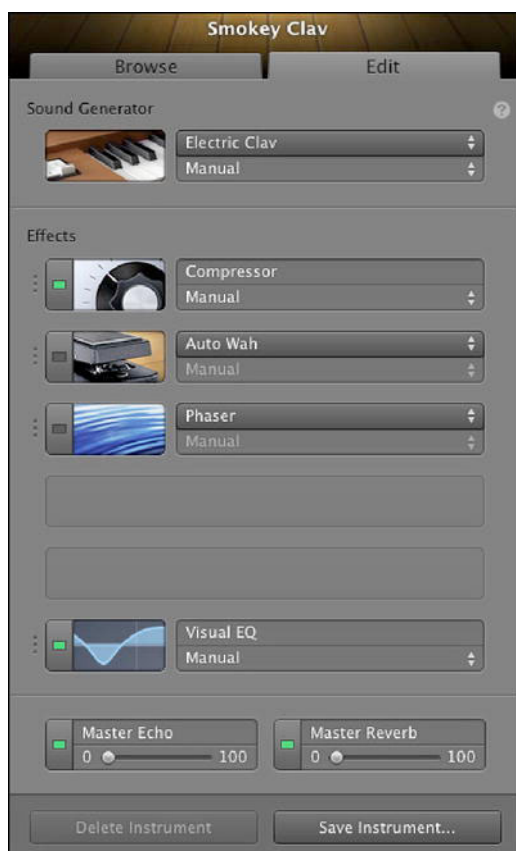 Smokey Clav
Browse Edit
Sound Generator ?
Electric Clav
Manual
Effects
Compressor
Manual
Auto Wah
Manual
Phaser
Manual
Visual EQ
Manual
Master Echo Master Reverb
0 100 0 100
Delete Instrument Save Instrument...